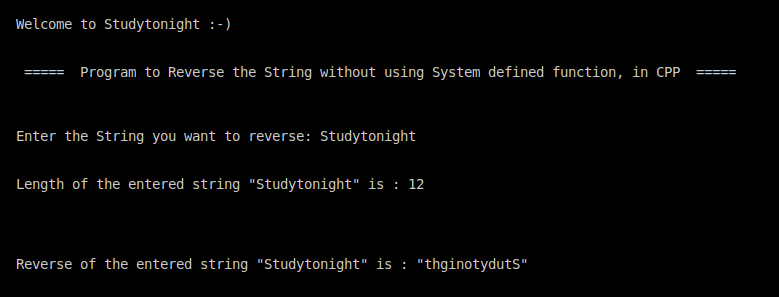 Welcome to Studytonight :-)
===== Program to Reverse the String without using System defined function, in CPP =====
Enter the String you want to reverse: Studytonight
Length of the entered string "Studytonight" is : 12
Reverse of the entered string "Studytonight" is : "thginotydutS"